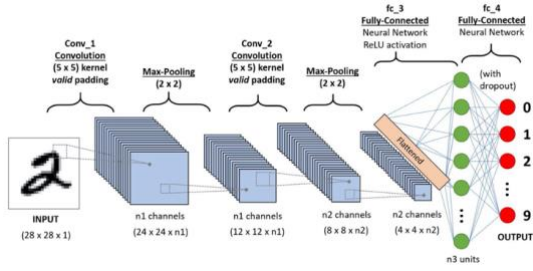 fc_3
Fully-Connected
Neural Network
ReLU activation
fc_4
Fully-Connected
Neural Network
Conv_1
Convolution
(5 x 5) kernel
valid padding
Max-Pooling
(2 x 2)
Conv_2
Convolution
(5 x 5) kernel
valid padding
Max-Pooling
(2 x 2)
(with
dropout)
Flattened
0
1
2
9
OUTPUT
INPUT
(28 x 28 x 1)
n1 channels
(24 x 24 x n1)
n1 channels
(12 x 12 x n1)
n2 channels
(8 x 8 x n2)
n2 channels
(4 x 4 x n2)
n3 units